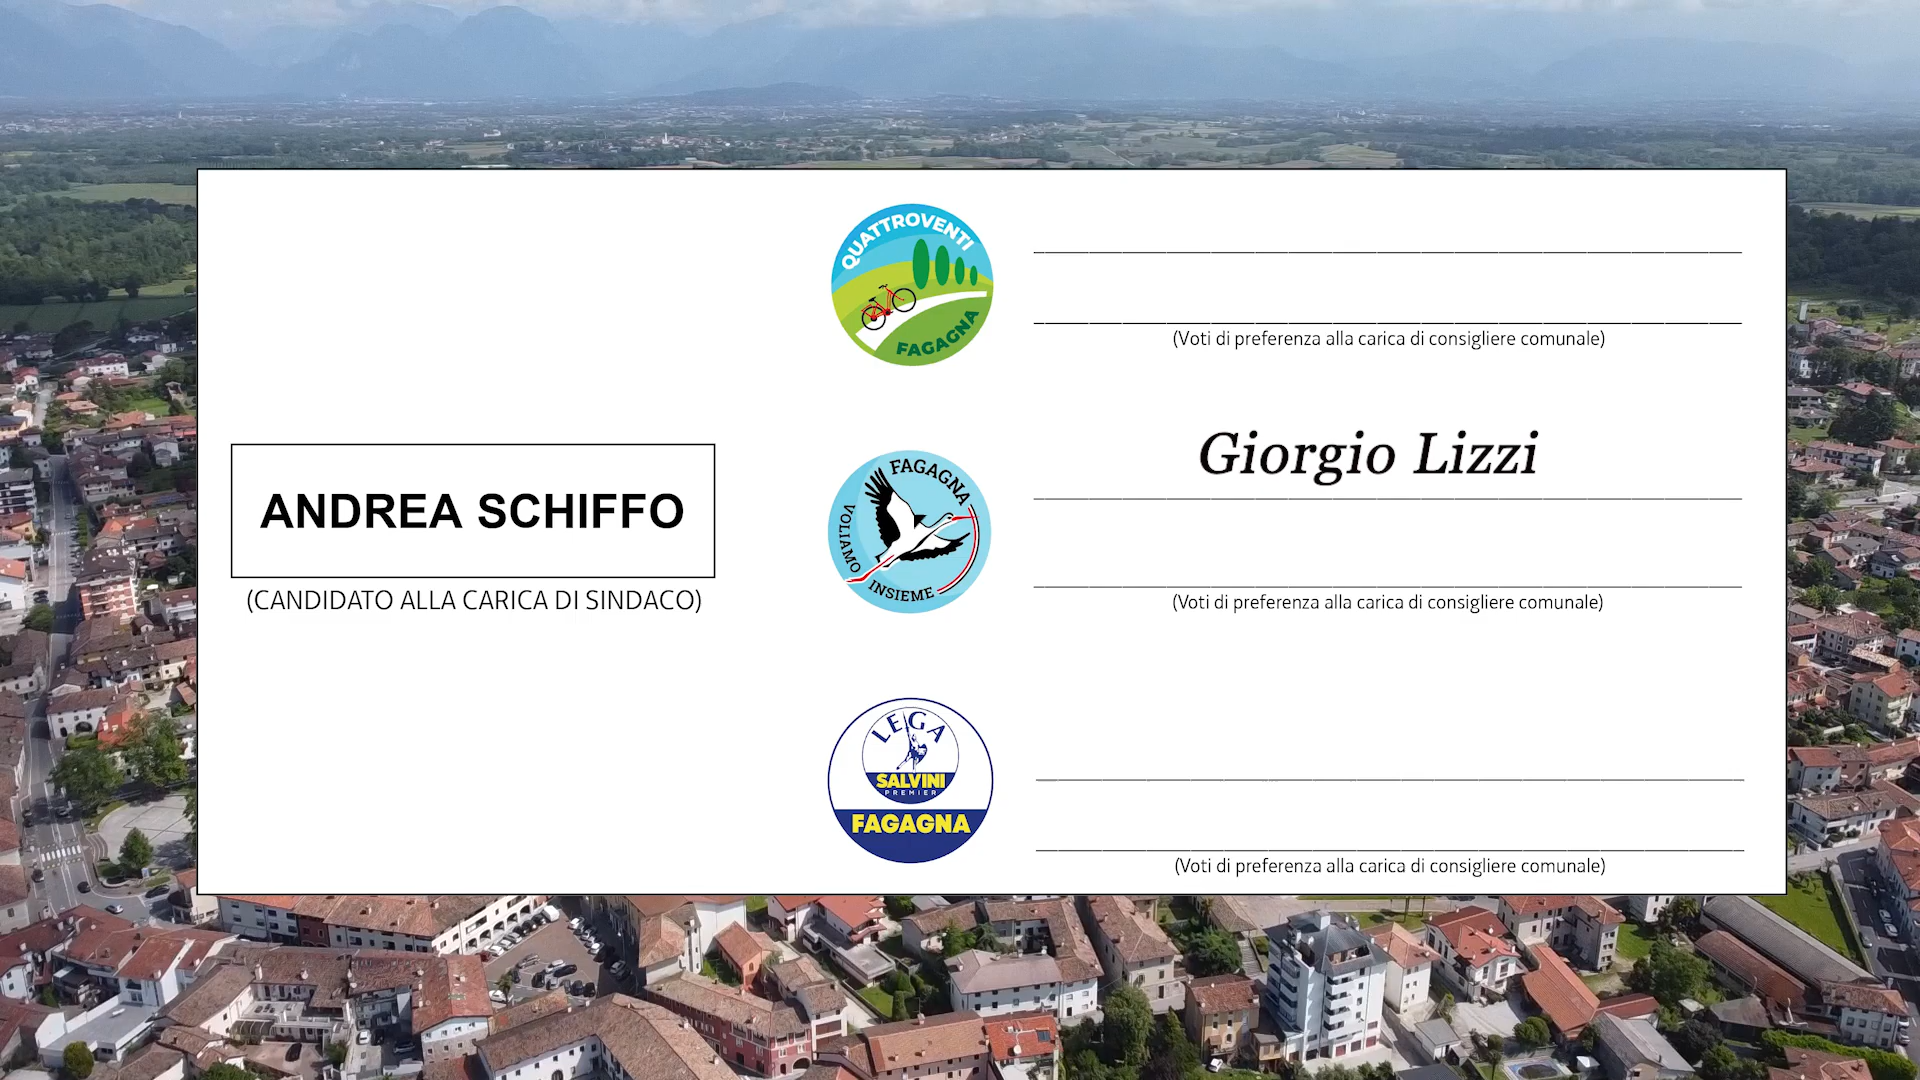 QUATTROVENTI
FAGAGNA
(Voti di preferenza alla carica di consigliere comunale)
ANDREA SCHIFFO
(CANDIDATO ALLA CARICA DI SINDACO)
FAGAGNA
VOLIAMO
INSIEME
Giorgio Lizzi
(Voti di preferenza alla carica di consigliere comunale)
LEGA
SALVINI
PREMIER
FAGAGNA
(Voti di preferenza alla carica di consigliere comunale)